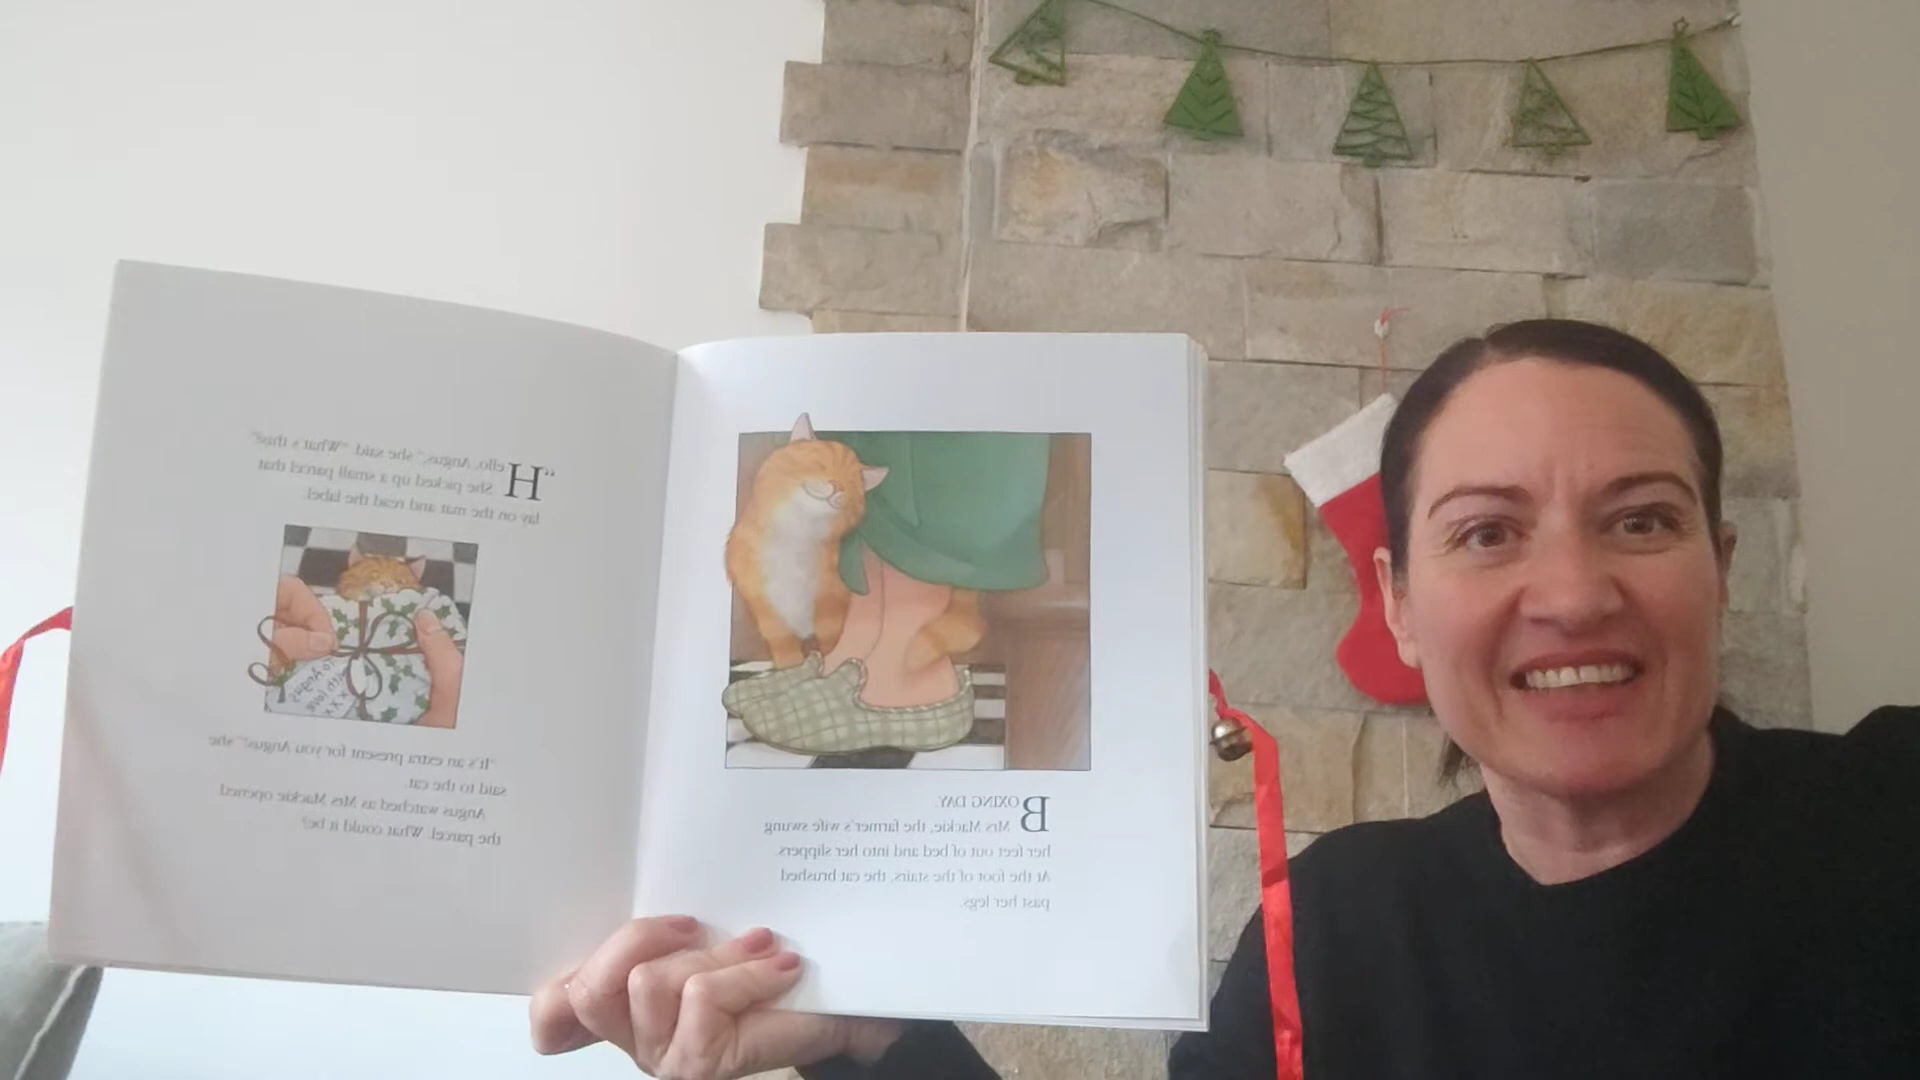 BOXING DAY.
Mrs Mackie, the farmer's wife swung
her feet out of bed and into her slippers.
At the foot of the stairs, the cat brushed
past her legs.
“Hello, Angus,” she said. “What's this?”
She picked up a small parcel that
lay on the mat and read the label.
To Angus
with love
xxx
“It's an extra present for you Angus!” she
said to the cat.
Angus watched as Mrs Mackie opened
the parcel. What could it be?